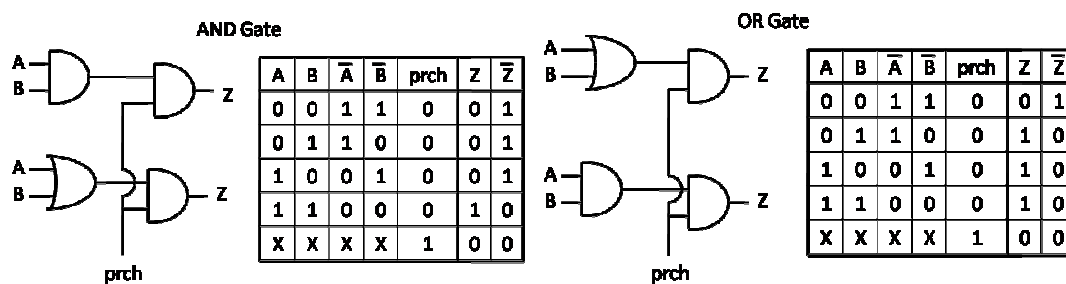 AND Gate
A
B
Z
A
B
Z
prch
A B A̅ B̅ prch Z Z̅
0 0 1 1 0 0 1
0 1 1 0 0 0 1
1 0 0 1 0 0 1
1 1 0 0 0 1 0
X X X X 1 0 0
OR Gate
A
B
Z
A
B
Z
prch
A B A̅ B̅ prch Z Z̅
0 0 1 1 0 0 1
0 1 1 0 0 1 0
1 0 0 1 0 1 0
1 1 0 0 0 1 0
X X X X 1 0 0